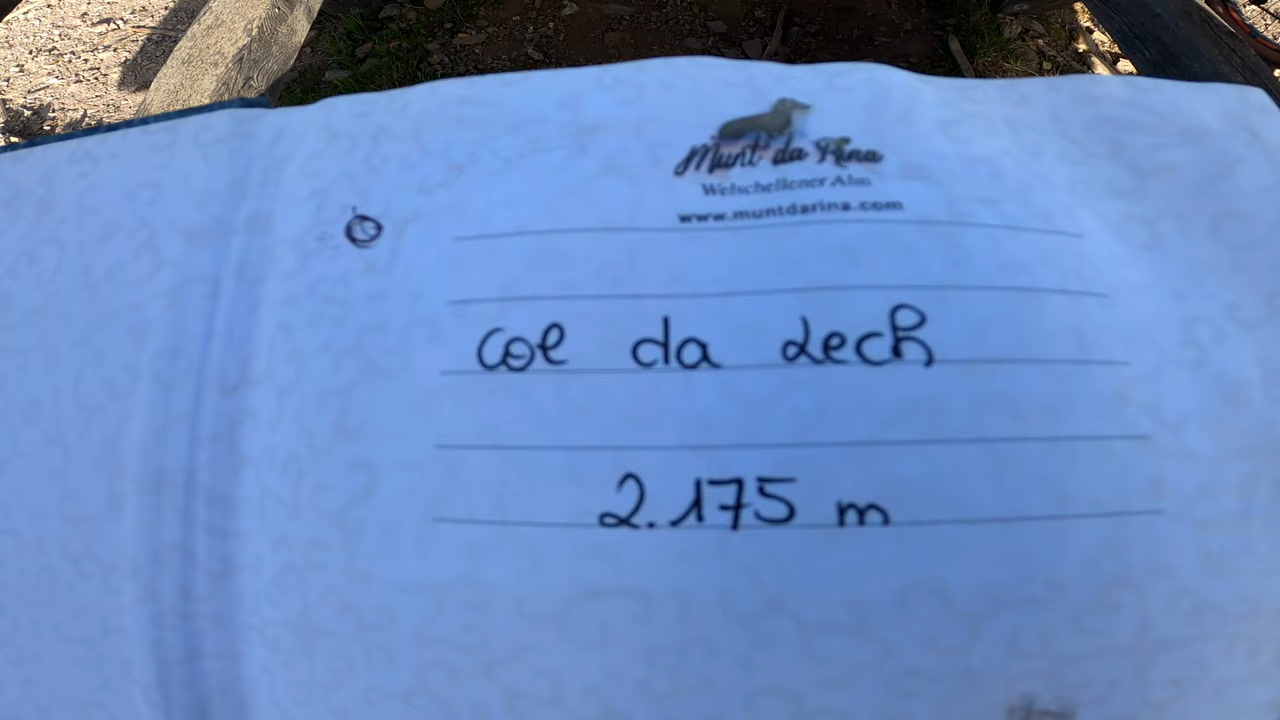 Munt da Rina
Welschellener Alm
www.muntdarina.com
col da Lech
2.175 m